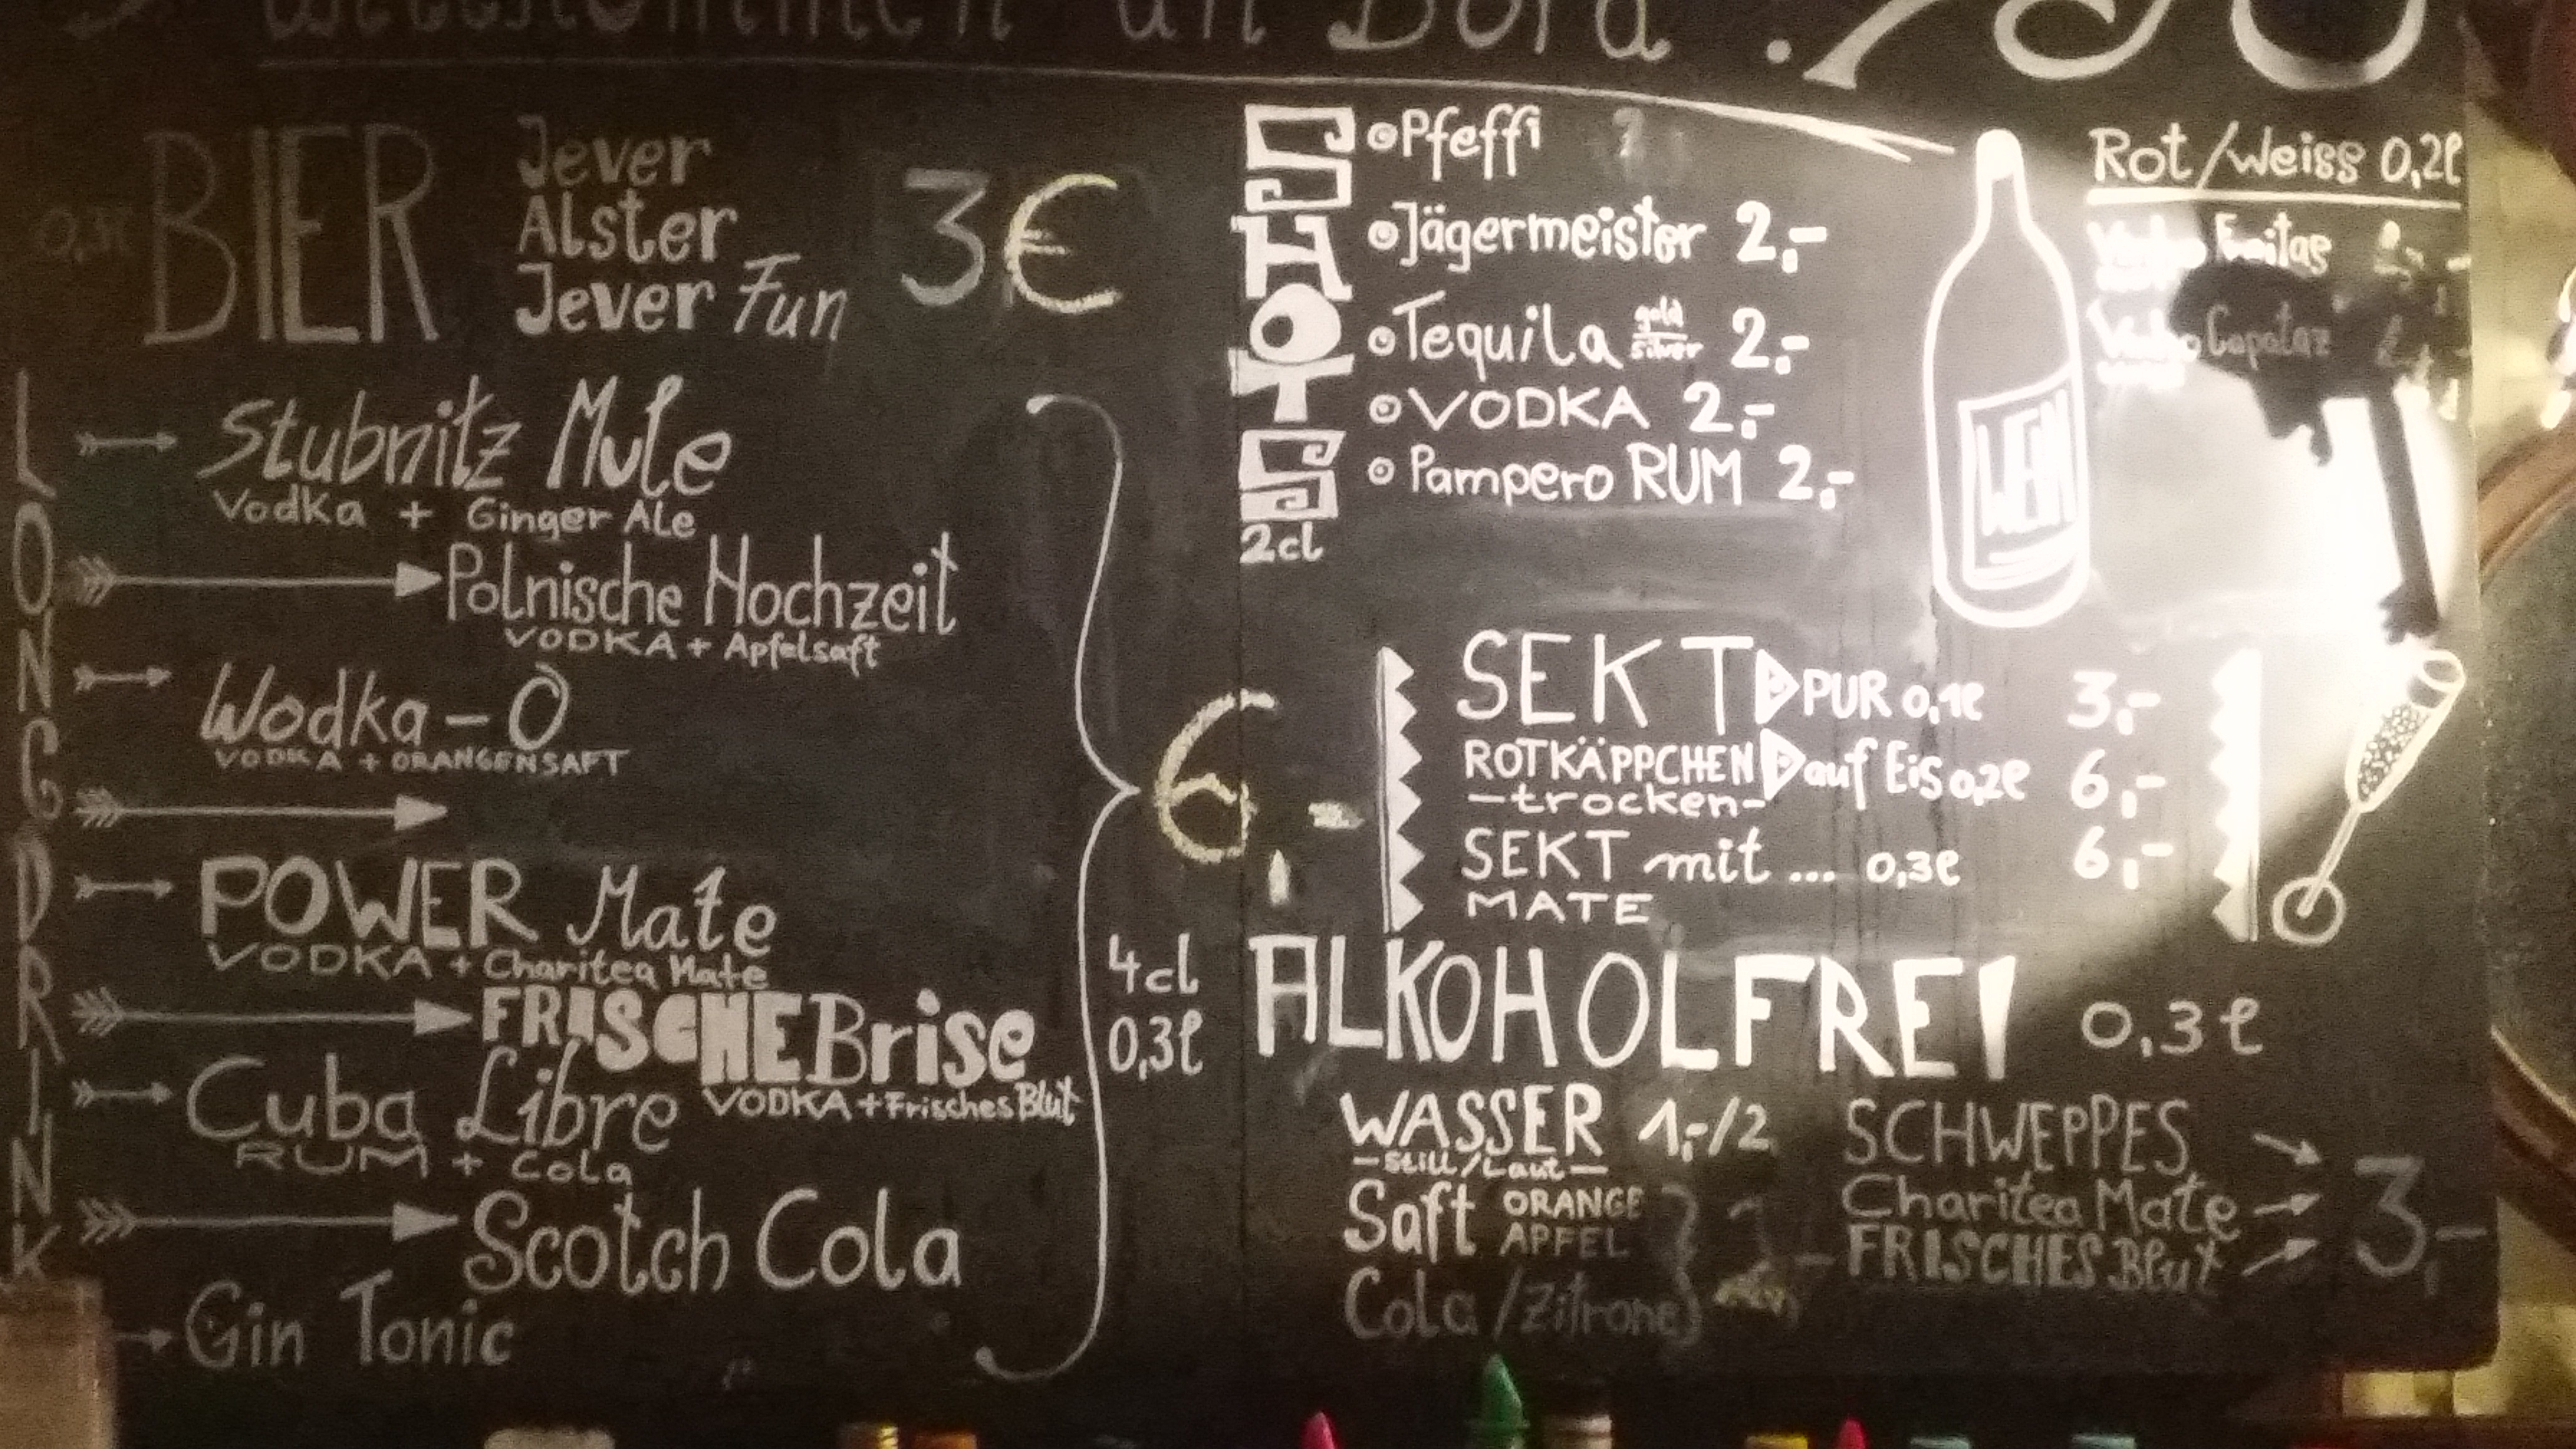 Willkommen an Bord
0,3l BIER
Jever
Alster
Jever Fun
3€
LONGDRINK
Stubnitz Mule
Vodka + Ginger Ale
Polnische Hochzeit
VODKA + Apfelsaft
Wodka - O
VODKA + ORANGENSAFT
POWER Mate
VODKA + Charitea Mate
FRISCHE Brise
VODKA + Frisches Blut
Cuba Libre
RUM + Cola
Scotch Cola
Gin Tonic
6,-
4cl
0,3l
SHOTS
2cl
Pfeffi
Jägermeister 2,-
Tequila gold silver 2,-
VODKA 2,-
Pampero RUM 2,-
WEIN
Rot/Weiss 0,2l
SEKT PUR 0,1l 3,-
ROTKÄPPCHEN auf Eis 0,2l 6,-
-trocken-
SEKT mit ... 0,3l 6,-
MATE
ALKOHOLFREI 0,3l
WASSER 1,-/2
-Still/Laut-
Saft ORANGE
APFEL
Cola/Zitrone
SCHWEPPES
Charitea Mate
FRISCHES Blut
3,-